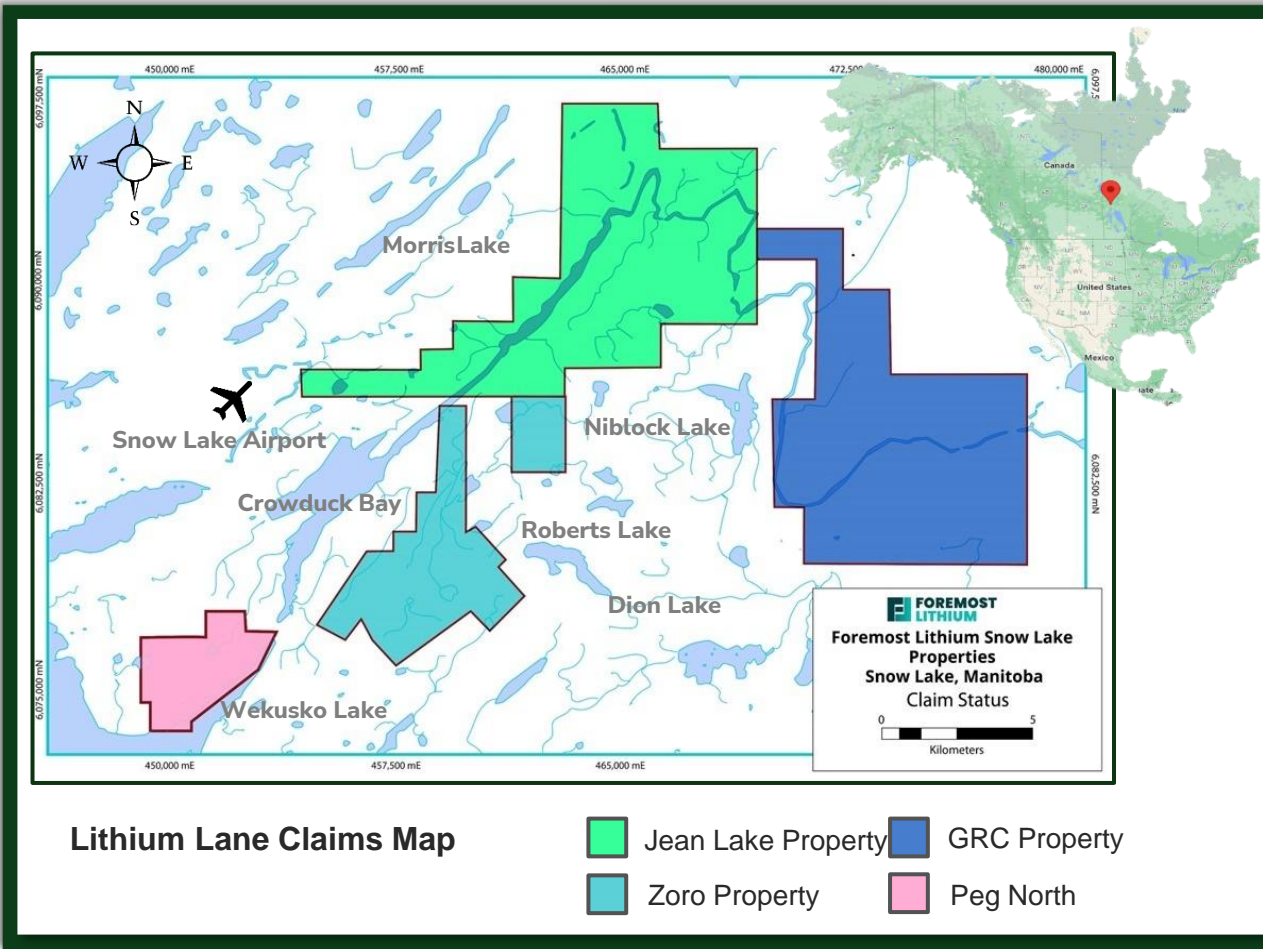 450,000 mE
457,500 mE
465,000 mE
472,500
480,000 mE
6,097,500 mN
6,097,5
N
W
E
S
Canada
United States
Mexico
MorrisLake
6,090,000 mN
Snow Lake Airport
Niblock Lake
Crowduck Bay
6,082,500 mN
6,082,500 mN
Roberts Lake
Dion Lake
6,075,000 mN
Wekusko Lake
450,000 mE
457,500 mE
465,000 mE
FOREMOST
LITHIUM
Foremost Lithium Snow Lake
Properties
Snow Lake, Manitoba
Claim Status
0
5
Kilometers
Lithium Lane Claims Map
Jean Lake Property
GRC Property
Zoro Property
Peg North